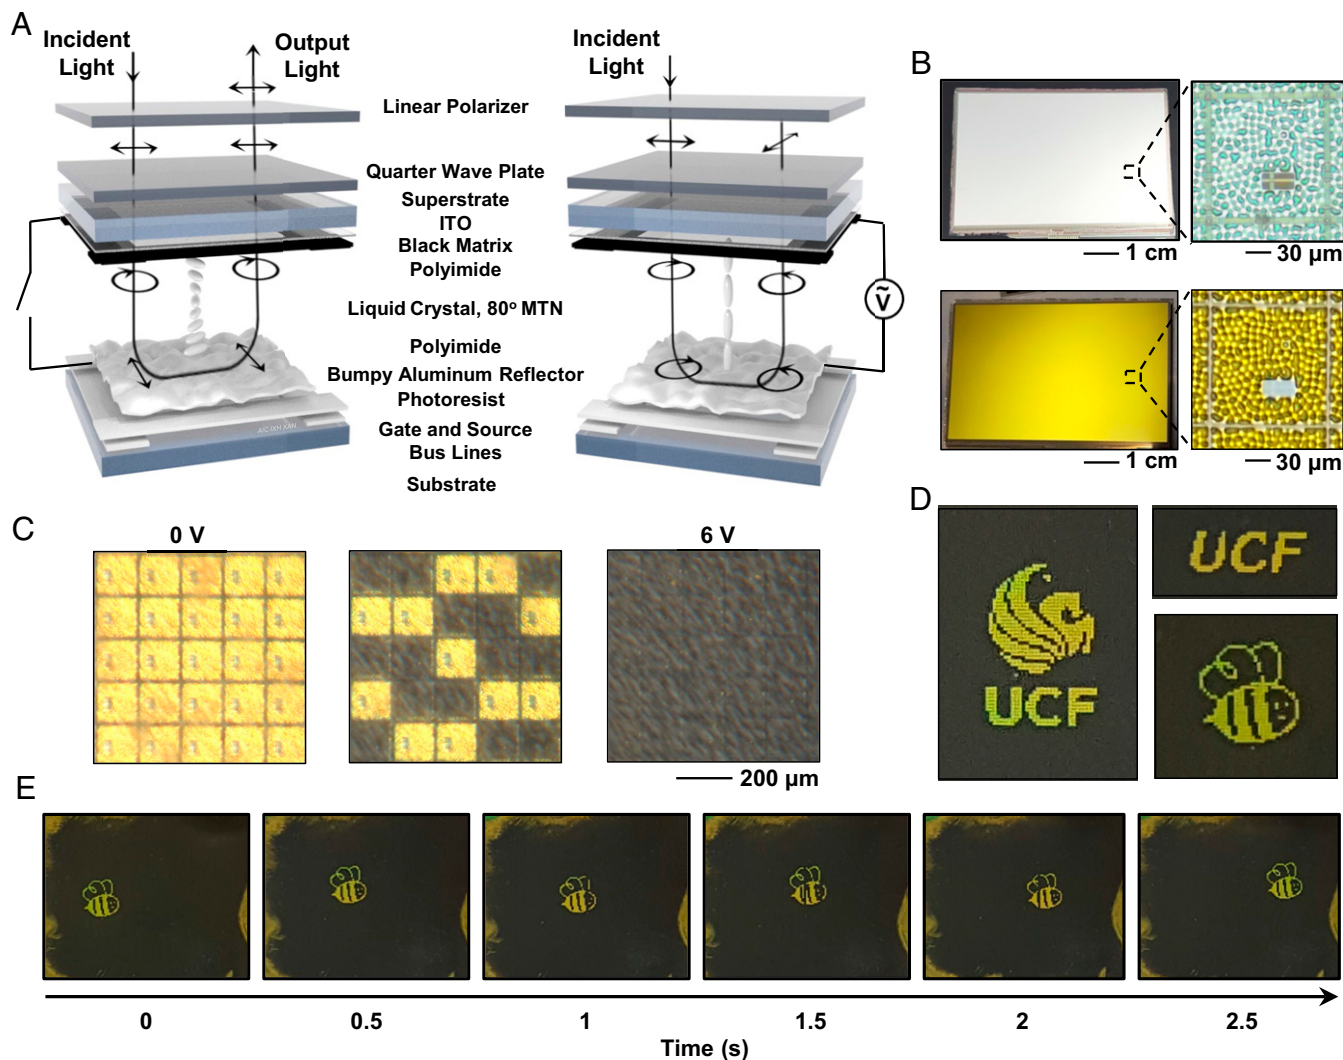 A
Incident
Light
Output
Light
Incident
Light
Linear Polarizer
Quarter Wave Plate
Superstrate
ITO
Black Matrix
Polyimide
Liquid Crystal, 80º MTN
Polyimide
Bumpy Aluminum Reflector
Photoresist
Gate and Source
Bus Lines
Substrate
Ṽ
B
1 cm
30 µm
1 cm
30 µm
C
0 V
6 V
200 µm
D
UCF
UCF
E
0
0.5
1
1.5
2
2.5
Time (s)